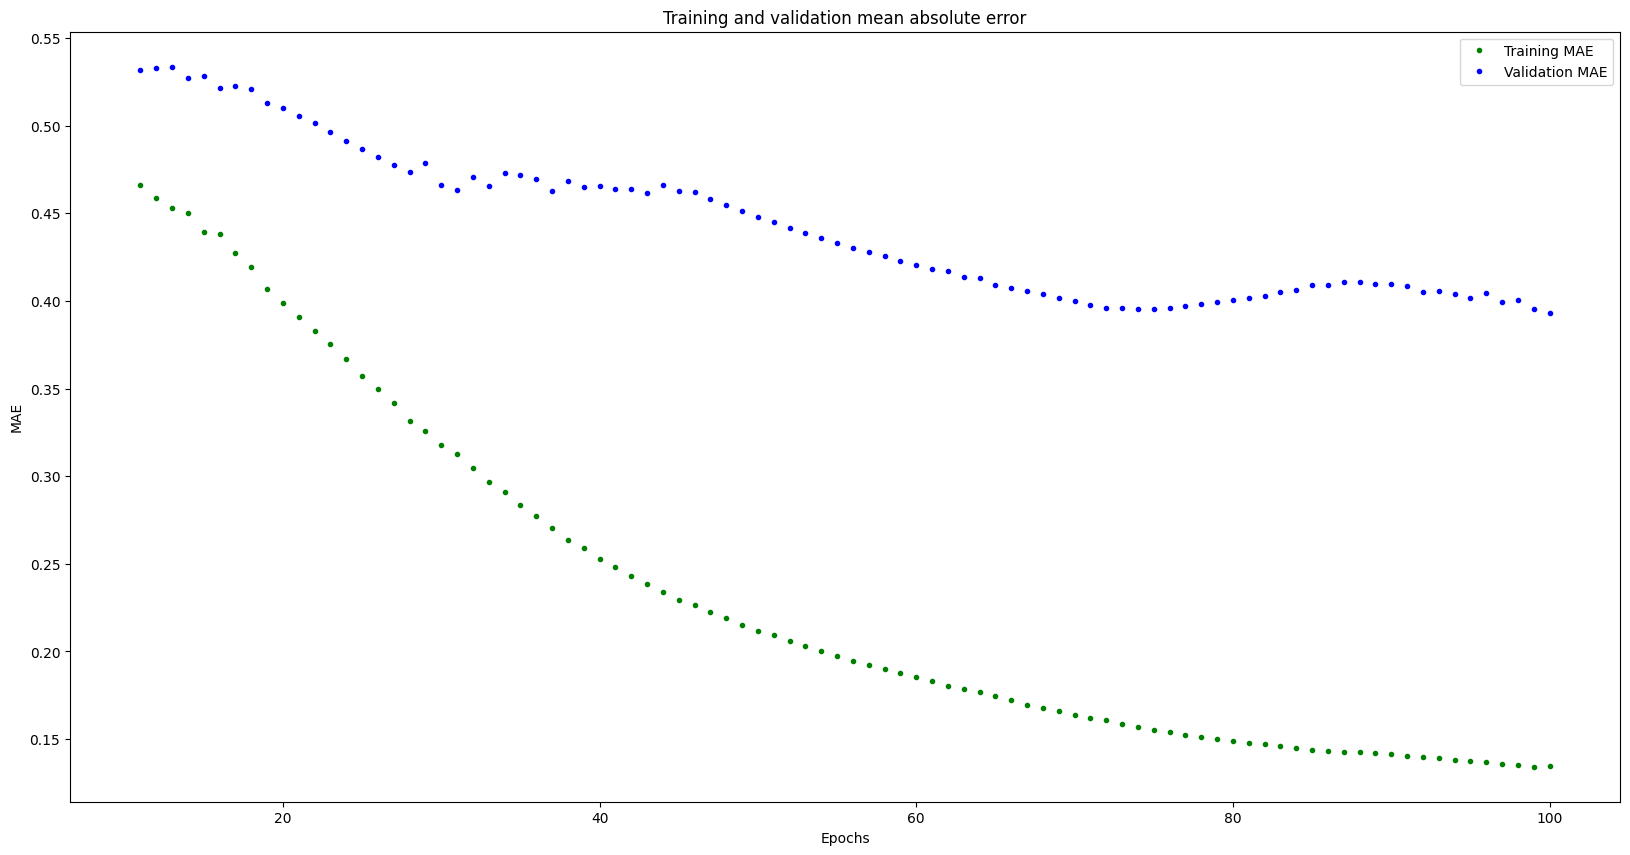 Training and validation mean absolute error
Training MAE
Validation MAE
0.55
0.50
0.45
0.40
0.35
0.30
0.25
0.20
0.15
MAE
20 40 60 80 100
Epochs